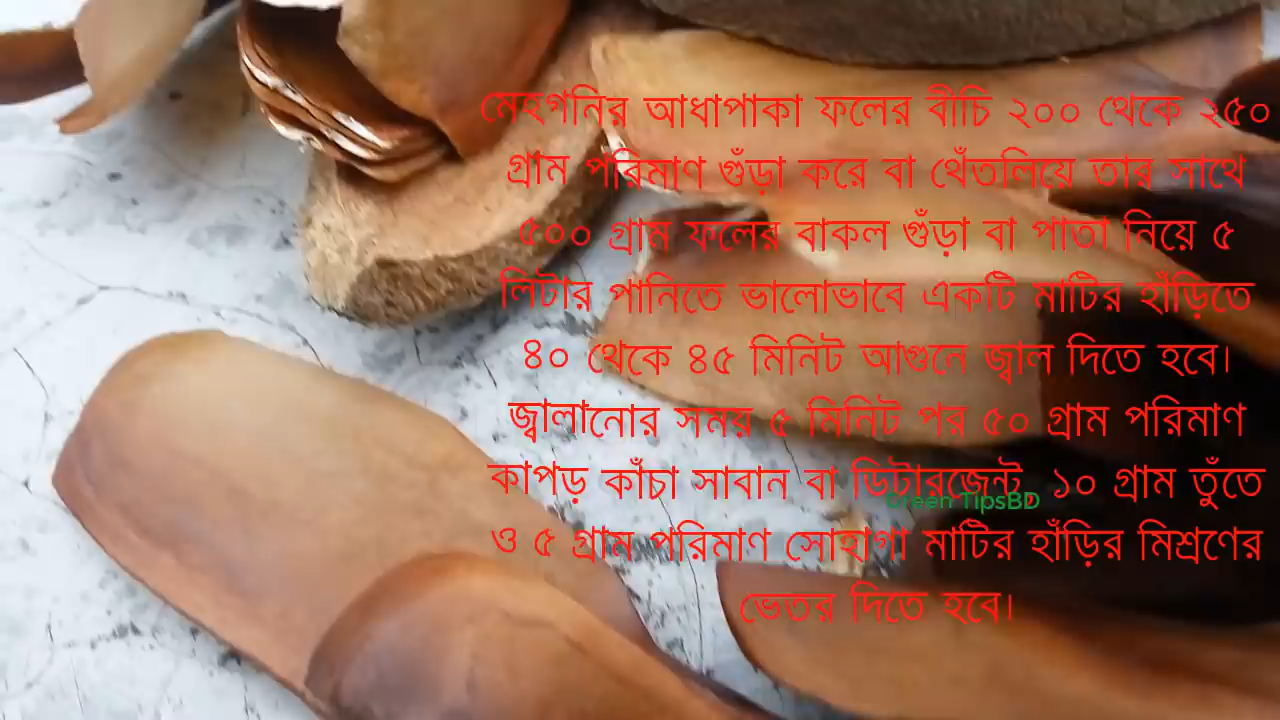 মেহগনির আধাপাকা ফলের বীচি ২০০ থেকে ২৫০
গ্রাম পরিমাণ গুঁড়া করে বা থেঁতলিয়ে তার সাথে
৫০০ গ্রাম ফলের বাকল গুঁড়া বা পাতা নিয়ে ৫
লিটার পানিতে ভালোভাবে একটি মাটির হাঁড়িতে
৪০ থেকে ৪৫ মিনিট আগুনে জ্বাল দিতে হবে।
জ্বালানোর সময় ৫ মিনিট পর ৫০ গ্রাম পরিমাণ
কাপড় কাঁচা সাবান বা ডিটারজেন্ট, ১০ গ্রাম তুঁতে
Green TipsBD
ও ৫ গ্রাম পরিমাণ সোহাগা মাটির হাঁড়ির মিশ্রণের
ভেতর দিতে হবে।